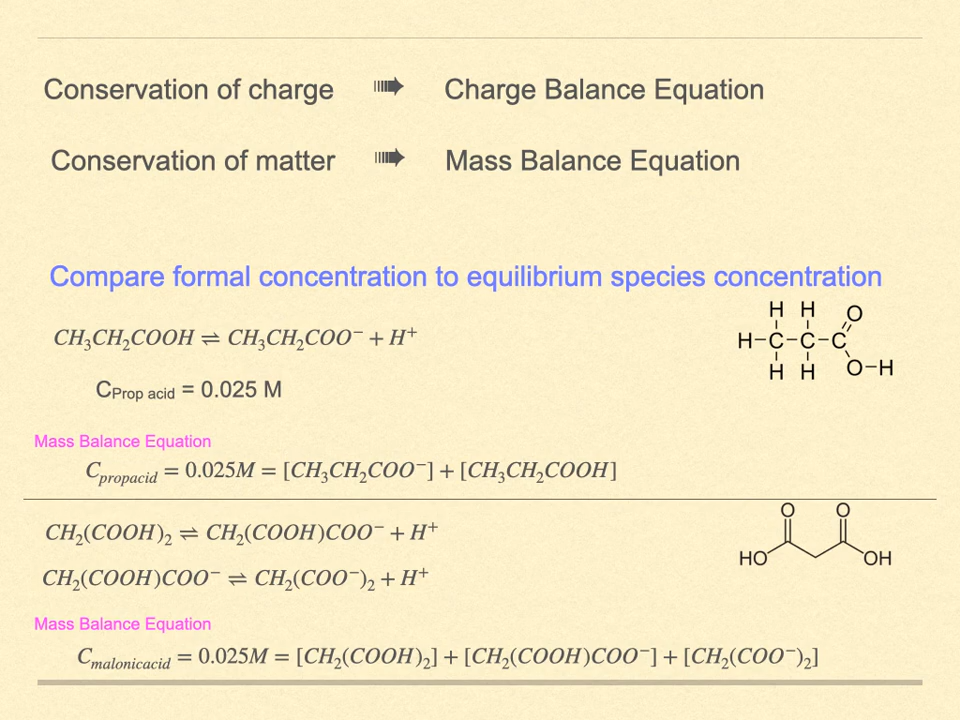 Conservation of charge ➠ Charge Balance Equation
Conservation of matter ➠ Mass Balance Equation
Compare formal concentration to equilibrium species concentration
CH₃CH₂COOH ⇌ CH₃CH₂COO⁻ + H⁺
H H O
H-C-C-C
H H O-H
CProp acid = 0.025 M
Mass Balance Equation
Cpropacid = 0.025M = [CH₃CH₂COO⁻] + [CH₃CH₂COOH]
CH₂(COOH)₂ ⇌ CH₂(COOH)COO⁻ + H⁺
O O
HO OH
CH₂(COOH)COO⁻ ⇌ CH₂(COO⁻)₂ + H⁺
Mass Balance Equation
Cmalonicacid = 0.025M = [CH₂(COOH)₂] + [CH₂(COOH)COO⁻] + [CH₂(COO⁻)₂]